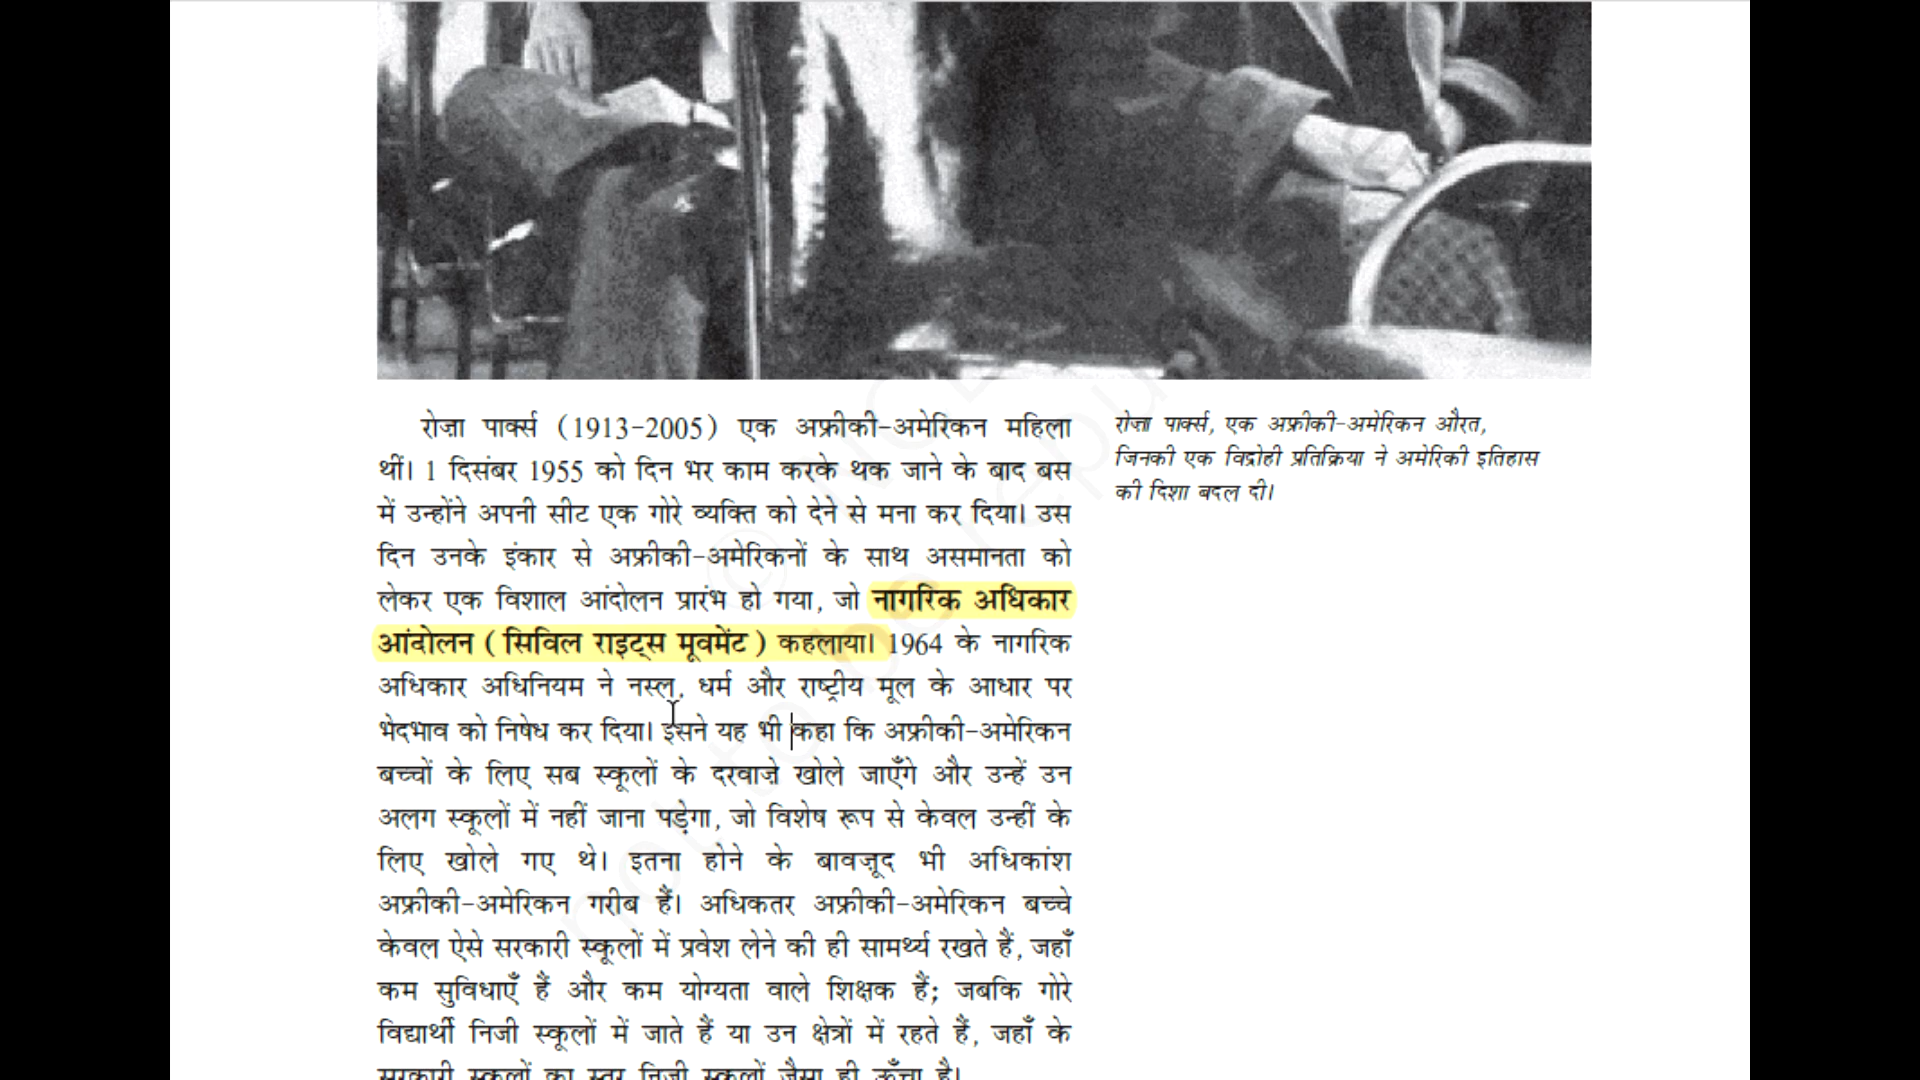 रोज़ा पार्क्स (1913-2005) एक अफ्रीकी-अमेरिकन महिला
थीं। 1 दिसंबर 1955 को दिन भर काम करके थक जाने के बाद बस
में उन्होंने अपनी सीट एक गोरे व्यक्ति को देने से मना कर दिया। उस
दिन उनके इंकार से अफ्रीकी-अमेरिकनों के साथ असमानता को
लेकर एक विशाल आंदोलन प्रारंभ हो गया, जो नागरिक अधिकार
आंदोलन (सिविल राइट्स मूवमेंट) कहलाया। 1964 के नागरिक
अधिकार अधिनियम ने नस्ल, धर्म और राष्ट्रीय मूल के आधार पर
भेदभाव को निषेध कर दिया। इसने यह भी कहा कि अफ्रीकी-अमेरिकन
बच्चों के लिए सब स्कूलों के दरवाज़े खोले जाएँगे और उन्हें उन
अलग स्कूलों में नहीं जाना पड़ेगा, जो विशेष रूप से केवल उन्हीं के
लिए खोले गए थे। इतना होने के बावज़ूद भी अधिकांश
अफ्रीकी-अमेरिकन गरीब हैं। अधिकतर अफ्रीकी-अमेरिकन बच्चे
केवल ऐसे सरकारी स्कूलों में प्रवेश लेने की ही सामर्थ्य रखते हैं, जहाँ
कम सुविधाएँ हैं और कम योग्यता वाले शिक्षक हैं; जबकि गोरे
विद्यार्थी निजी स्कूलों में जाते हैं या उन क्षेत्रों में रहते हैं, जहाँ के
सरकारी स्कूलों का स्तर निजी स्कूलों जैसा ही ऊँचा है।
रोज़ा पार्क्स, एक अफ्रीकी-अमेरिकन औरत,
जिनकी एक विद्रोही प्रतिक्रिया ने अमेरिकी इतिहास
की दिशा बदल दी।